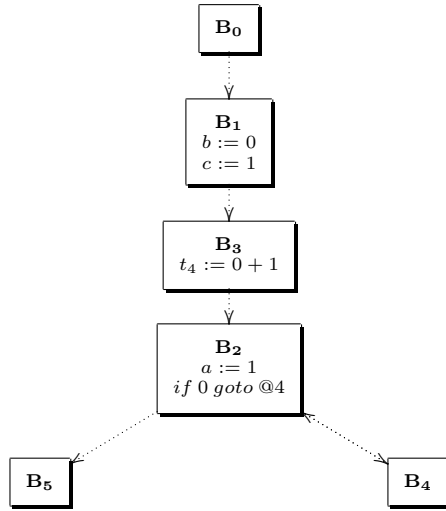 B₀
B₁
b := 0
c := 1
B₃
t₄ := 0 + 1
B₂
a := 1
if 0 goto @4
B₅
B₄